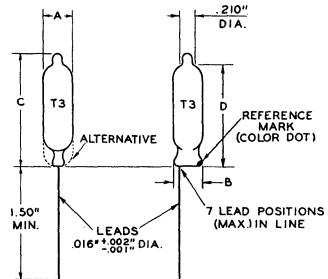 A
.210"
DIA.
C
T3
T3
D
ALTERNATIVE
REFERENCE
MARK
(COLOR DOT)
B
1.50"
MIN.
LEADS
.016" +.002" -.001" DIA.
7 LEAD POSITIONS
(MAX.) IN LINE